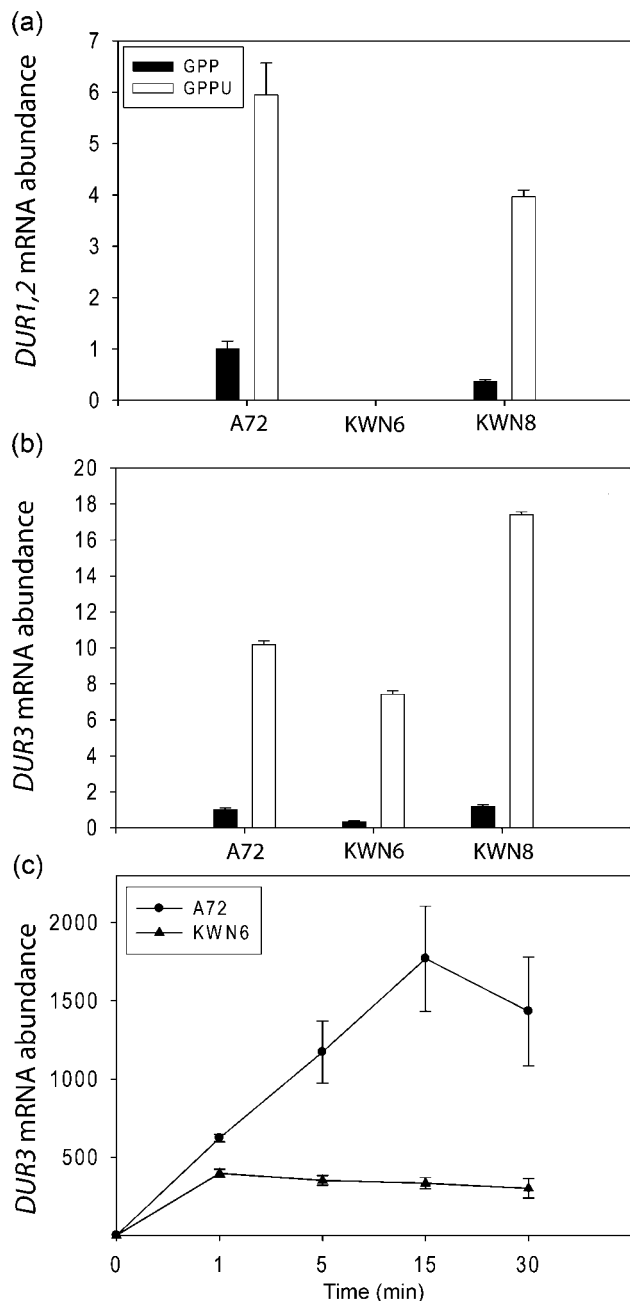 (a)
DUR1,2 mRNA abundance
7
6
5
4
3
2
1
0
GPP
GPPU
A72 KWN6 KWN8
(b)
DUR3 mRNA abundance
20
18
16
14
12
10
8
6
4
2
0
A72 KWN6 KWN8
(c)
DUR3 mRNA abundance
2000
1500
1000
500
A72
KWN6
0 1 5 15 30
Time (min)